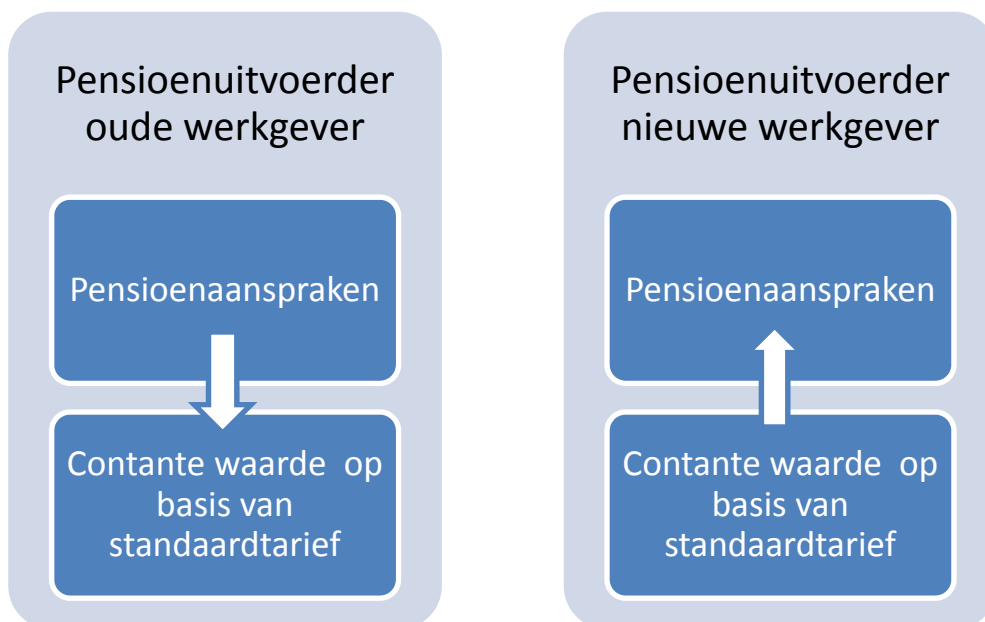 Pensioenuitvoerder
oude werkgever
Pensioenaanspraken
Contante waarde op
basis van
standaardtarief
Pensioenuitvoerder
nieuwe werkgever
Pensioenaanspraken
Contante waarde op
basis van
standaardtarief